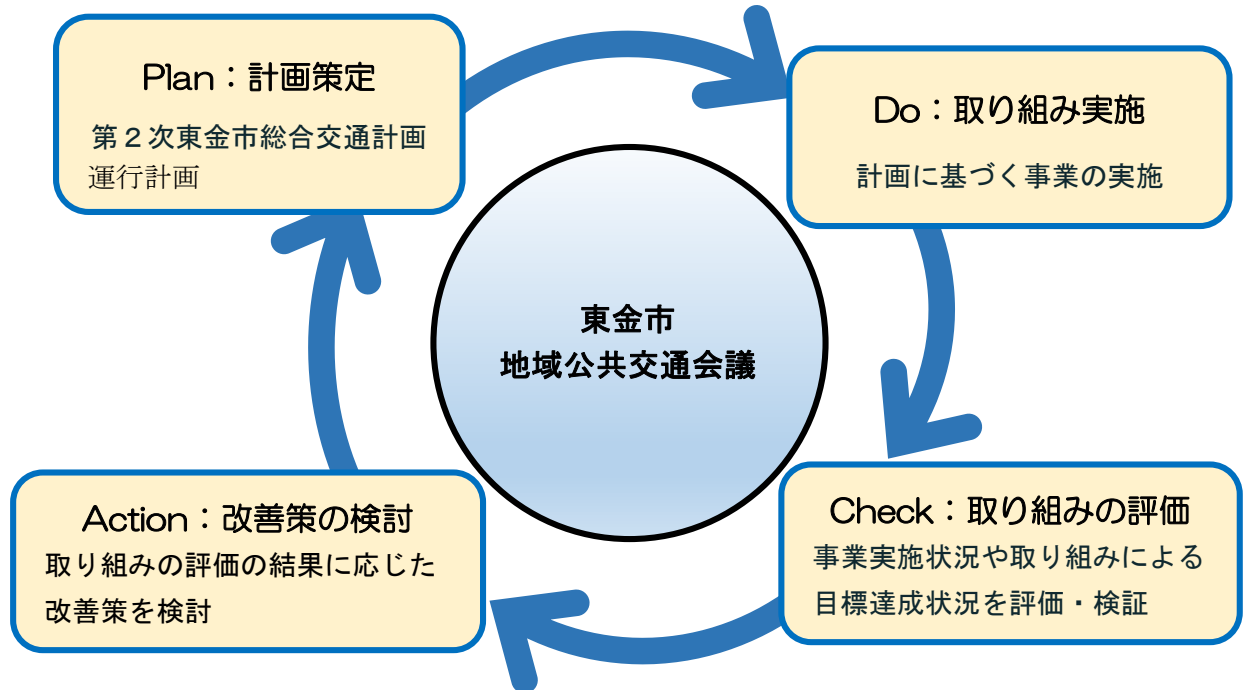 Plan：計画策定
第２次東金市総合交通計画
運行計画
Do：取り組み実施
計画に基づく事業の実施
東金市
地域公共交通会議
Check：取り組みの評価
事業実施状況や取り組みによる
目標達成状況を評価・検証
Action：改善策の検討
取り組みの評価の結果に応じた
改善策を検討